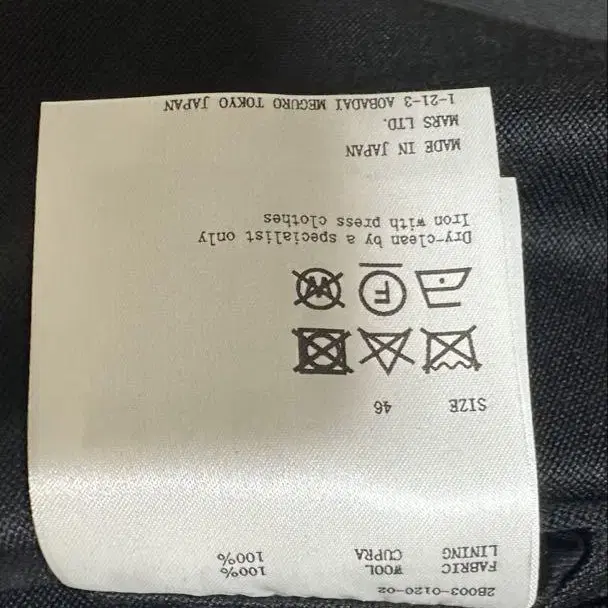 2B003-0120-02
FABRIC WOOL 100%
LINING CUPRA 100%
SIZE 46
F
W
Dry-clean by a specialist only
Iron with press clothes
MADE IN JAPAN
MARS LTD.
1-21-3 AOBADAI MEGURO TOKYO JAPAN